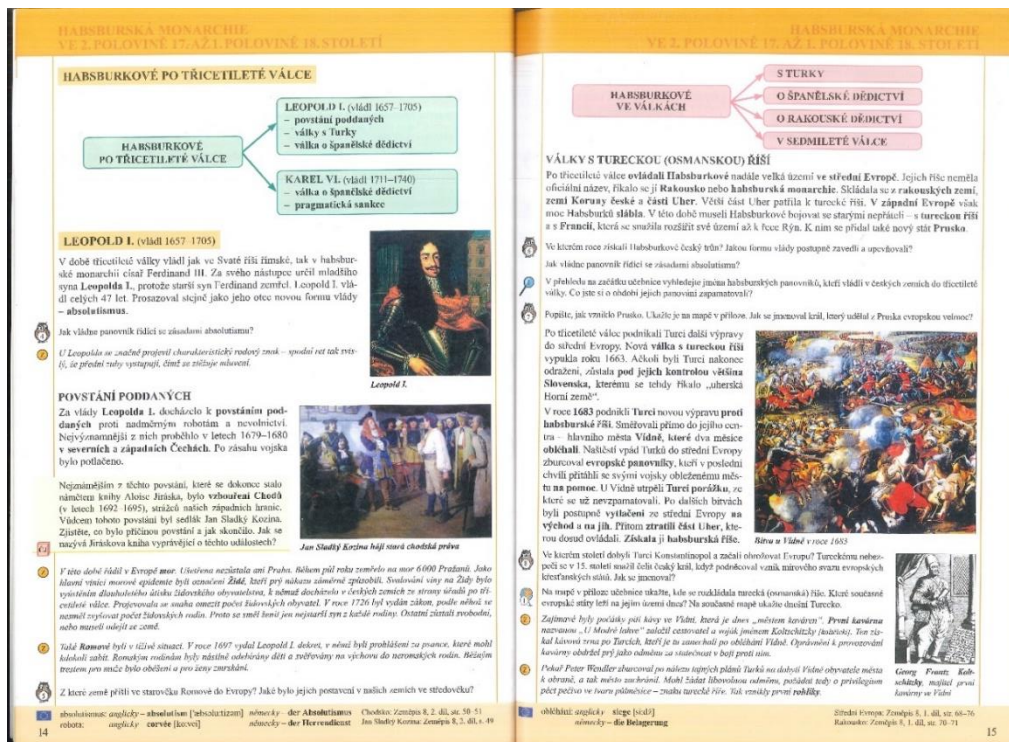 HABSBURSKÁ MONARCHIE
VE 2. POLOVINĚ 17. AŽ 1. POLOVINĚ 18. STOLETÍ
HABSBURKOVÉ PO TŘICETILETÉ VÁLCE
HABSBURKOVÉ
PO TŘICETILETÉ VÁLCE
LEOPOLD I. (vládl 1657–1705)
– povstání poddaných
– války s Turky
– válka o španělské dědictví
KAREL VI. (vládl 1711–1740)
– válka o španělské dědictví
– pragmatická sankce
LEOPOLD I. (vládl 1657–1705)
V době třicetileté války vládl jak ve Svaté říši římské, tak v habsbur-
ské monarchii císař Ferdinand III. Za svého nástupce určil mladšího
syna Leopolda I., protože starší syn Ferdinand zemřel. Leopold I. vlá-
dl celých 47 let. Prosazoval stejně jako jeho otec novou formu vlády
– absolutismus.
Jak vládne panovník řídící se zásadami absolutismu?
U Leopolda se značně projevil charakteristický rodový znak – spodní ret tak svis-
lý, že přední zuby vystupují, čímž se ztěžuje mluvení.
Leopold I.
POVSTÁNÍ PODDANÝCH
Za vlády Leopolda I. docházelo k povstáním pod-
daných proti nadměrným robotám a nevolnictví.
Nejvýznamnější z nich proběhlo v letech 1679–1680
v severních a západních Čechách. Po zásahu vojska
bylo potlačeno.
Nejznámějším z těchto povstání, které se dokonce stalo
námětem knihy Aloise Jiráska, bylo vzbouření Chodů
(v letech 1692–1695), strážců našich západních hranic.
Vůdcem tohoto povstání byl sedlák Jan Sladký Kozina.
Zjistěte, co bylo příčinou povstání a jak skončilo. Jak se
nazývá Jiráskova kniha vyprávějící o těchto událostech?
Jan Sladký Kozina hájí stará chodská práva
V této době řádil v Evropě mor. Ušetřena nezůstala ani Praha. Během půl roku zemřelo na mor 6 000 Pražanů. Jako
hlavní viníci morové epidemie byli označeni Židé, kteří prý nákazu záměrně způsobili. Svalování viny na Židy bylo
vyústěním dlouholetého útisku židovského obyvatelstva, k němuž docházelo v českých zemích ze strany úřadů po tři-
cetileté válce. Projevovala se snaha omezit počet židovských obyvatel. V roce 1726 byl vydán zákon, podle něhož se
nesměl zvyšovat počet židovských rodin. Proto se směl ženit jen nejstarší syn z každé rodiny. Ostatní zůstali svobodní,
nebo museli odejít ze země.
Také Romové byli v tíživé situaci. V roce 1697 vydal Leopold I. dekret, v němž byli prohlášeni za psance, které mohl
kdokoli zabít. Romským rodinám byly násilně odebírány děti a svěřovány na výchovu do neromských rodin. Běžným
trestem pro muže bylo oběšení a pro ženy zmrskání.
Z které země přišli ve starověku Romové do Evropy? Jaké bylo jejich postavení v našich zemích ve středověku?
absolutismus: anglicky – absolutism německy – der Absolutismus Chodsko: Zeměpis 8, 2. díl, str. 50–51
robota: anglicky corvée německy – der Herrendienst Jan Sladký Kozina: Zeměpis 8, 2. díl, s. 49
14
HABSBURSKÁ MONARCHIE
VE 2. POLOVINĚ 17. AŽ 1. POLOVINĚ 18. STOLETÍ
HABSBURKOVÉ
VE VÁLKÁCH
S TURKY
O ŠPANĚLSKÉ DĚDICTVÍ
O RAKOUSKÉ DĚDICTVÍ
V SEDMILETÉ VÁLCE
VÁLKY S TURECKOU (OSMANSKOU) ŘÍŠÍ
Po třicetileté válce ovládali Habsburkové nadále velká území ve střední Evropě. Jejich říše neměla
oficiální název, říkalo se jí Rakousko nebo habsburská monarchie. Skládala se z rakouských zemí,
zemí Koruny české a části Uher. Větší část Uher patřila k turecké říši. V západní Evropě však
moc Habsburků slábla. V této době museli Habsburkové bojovat se starými nepřáteli – s tureckou říší
a s Francií, která se snažila rozšířit své území až k řece Rýn. K nim se přidal také nový stát Prusko.
Ve kterém roce získali Habsburkové český trůn? Jakou formu vlády postupně zavedli a upevňovali?
Jak vládne panovník řídící se zásadami absolutismu?
V přehledu na začátku učebnice vyhledejte jména habsburských panovníků, kteří vládli v českých zemích do třicetileté
války. Co jste si o období jejich panování zapamatovali?
Popište, jak vzniklo Prusko. Ukažte je na mapě v příloze. Jak se jmenoval král, který udělal z Pruska evropskou velmoc?
Po třicetileté válce podnikali Turci další výpravy
do střední Evropy. Nová válka s tureckou říší
vypukla roku 1663. Ačkoli byli Turci nakonec
odraženi, zůstala pod jejich kontrolou většina
Slovenska, kterému se tehdy říkalo „uherská
Horní země“.
V roce 1683 podnikli Turci novou výpravu proti
habsburské říši. Směřovali přímo do jejího cen-
tra – hlavního města Vídně, které dva měsíce
obléhali. Naštěstí vpád Turků do střední Evropy
zburcoval evropské panovníky, kteří v poslední
chvíli přitáhli se svými vojsky obleženému měs-
tu na pomoc. U Vídně utrpěli Turci porážku, ze
které se už nevzpamatovali. Po dalších bitvách
byli postupně vytlačeni ze střední Evropy na
východ a na jih. Přitom ztratili část Uher, kte-
rou dosud ovládali. Získala ji habsburská říše.
Bitva u Vídně v roce 1683
Ve kterém století dobyli Turci Konstantinopol a začali ohrožovat Evropu? Tureckému nebez-
pečí se v 15. století snažil čelit český král, když podněcoval vznik mírového svazu evropských
křesťanských států. Jak se jmenoval?
Na mapě v příloze učebnice ukažte, kde se rozkládala turecká (osmanská) říše. Které současné
evropské státy leží na jejím území dnes? Na současné mapě ukažte dnešní Turecko.
Zajímavé byly počátky pití kávy ve Vídni, která je dnes „městem kaváren“. První kavárnu
nazvanou „U Modré lahve“ založil cestovatel a voják jménem Koltschitzky. Ten zís-
kal kávová zrna po Turcích, kteří je tu zanechali po obléhání Vídně. Oprávnění k provozování
kavárny obdržel prý jako odměnu za statečnost v boji proti nim.
Pekař Peter Wendler zburcoval po nálezu tajných plánů Turků na dobytí Vídně obyvatele města
k obraně, a tak město zachránil. Mohl žádat libovolnou odměnu, požádal tedy o privilegium
péct pečivo ve tvaru půlměsíce – znaku turecké říše. Tak vznikly první rohlíky.
Georg Frantz Kolt-
schitzky, majitel první
kavárny ve Vídni
obléhání: anglicky – siege
německy – die Belagerung
Střední Evropa: Zeměpis 8, 1. díl, str. 66–76
Rakousko: Zeměpis 8, 1. díl, str. 70–71
15